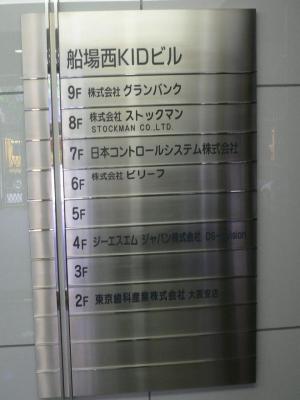 船場西KIDビル
9F 株式会社 グランバンク
8F 株式会社 ストックマン
STOCKMAN CO.,LTD.
7F 日本コントロールシステム株式会社
6F 株式会社 ビリーフ
5F
4F ジーエスエム ジャパン株式会社
3F
2F 東京歯科産業株式会社 大阪支店